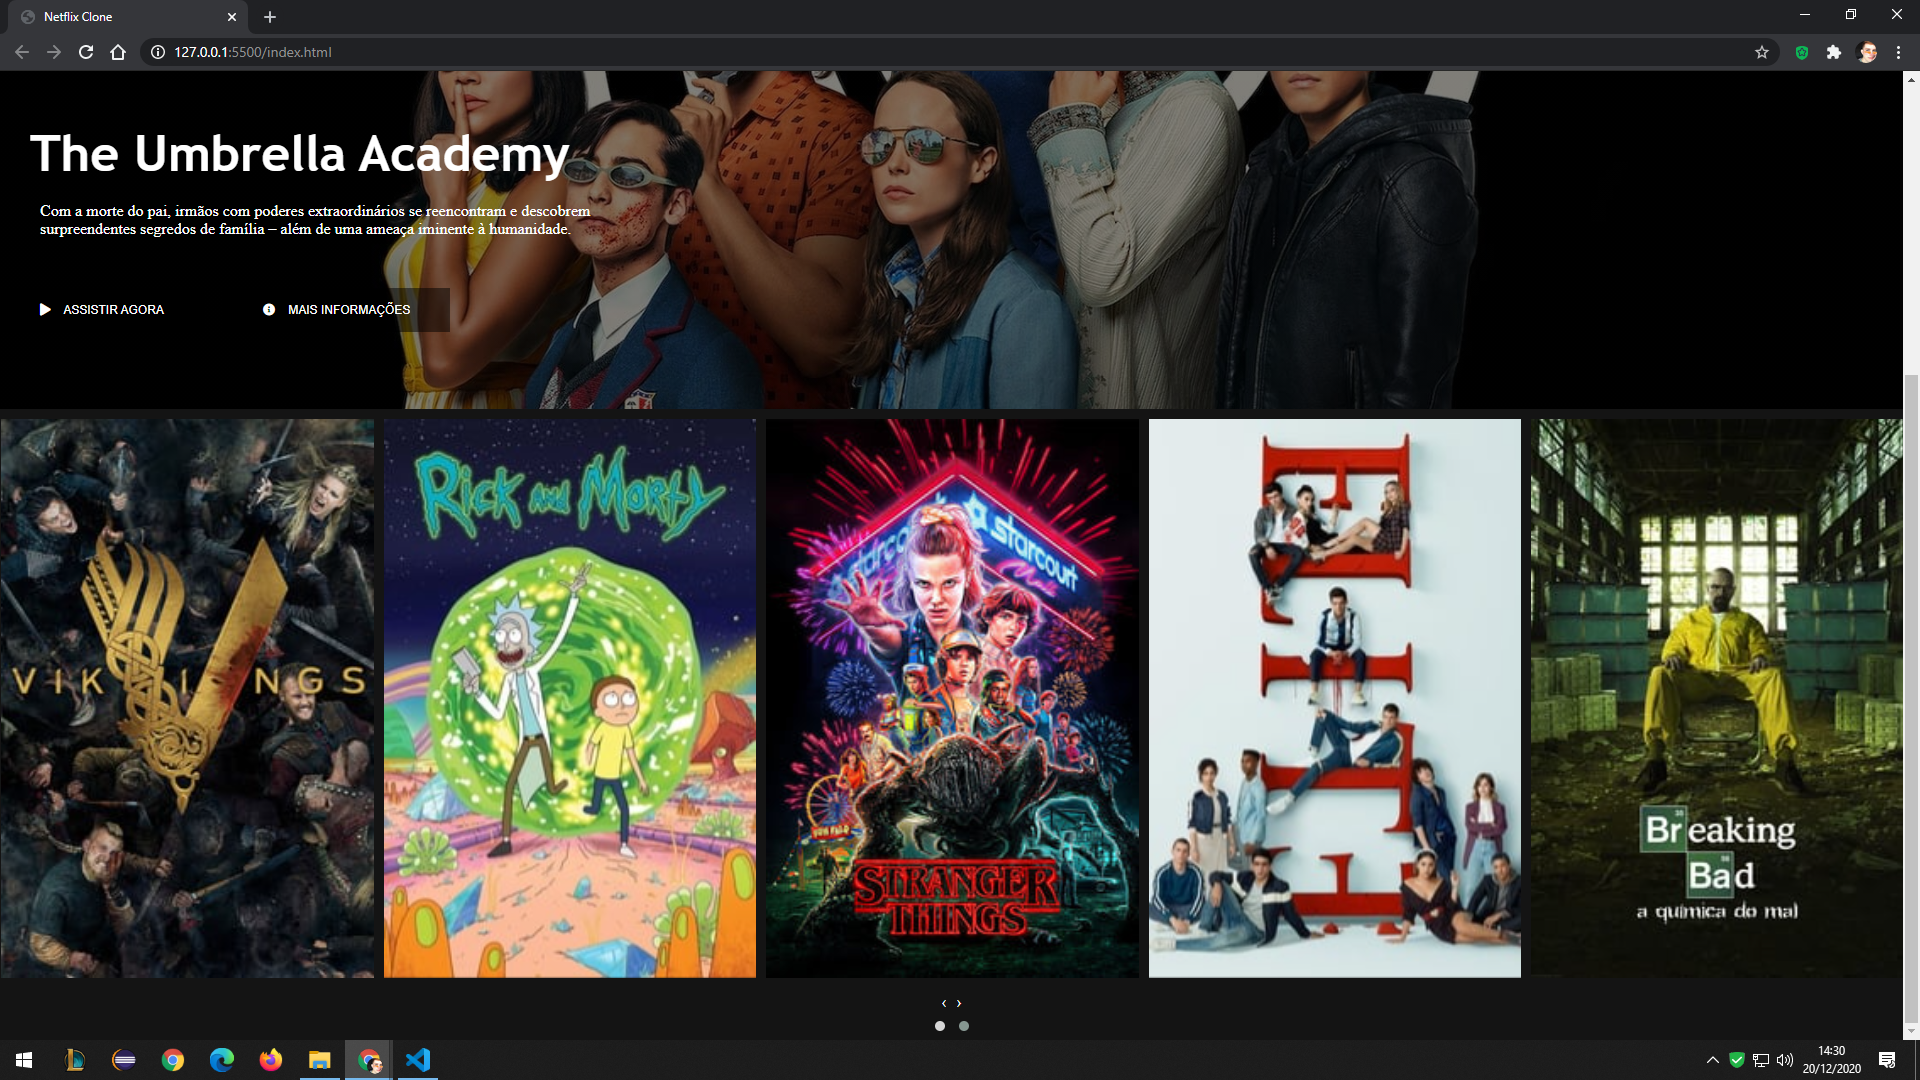 Netflix Clone
127.0.0.1:5500/index.html
The Umbrella Academy
Com a morte do pai, irmãos com poderes extraordinários se reencontram e descobrem
surpreendentes segredos de família – além de uma ameaça iminente à humanidade.
ASSISTIR AGORA
MAIS INFORMAÇÕES
VIKINGS
RICK AND MORTY
starcourt
STRANGER
THINGS
ELITE
Breaking
Bad
a química do mal
‹ ›
14:30
20/12/2020